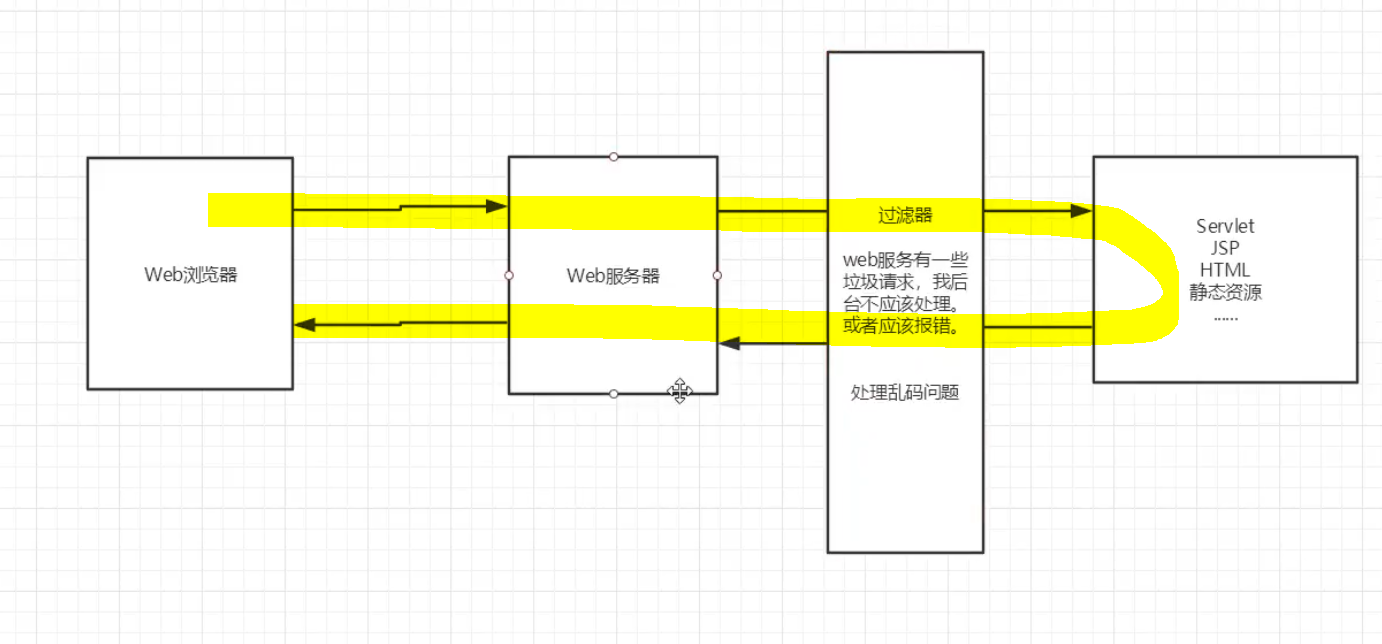 Web浏览器
Web服务器
过滤器
web服务有一些
垃圾请求，我后
台不应该处理。
或者应该报错。
处理乱码问题
Servlet
JSP
HTML
静态资源
......